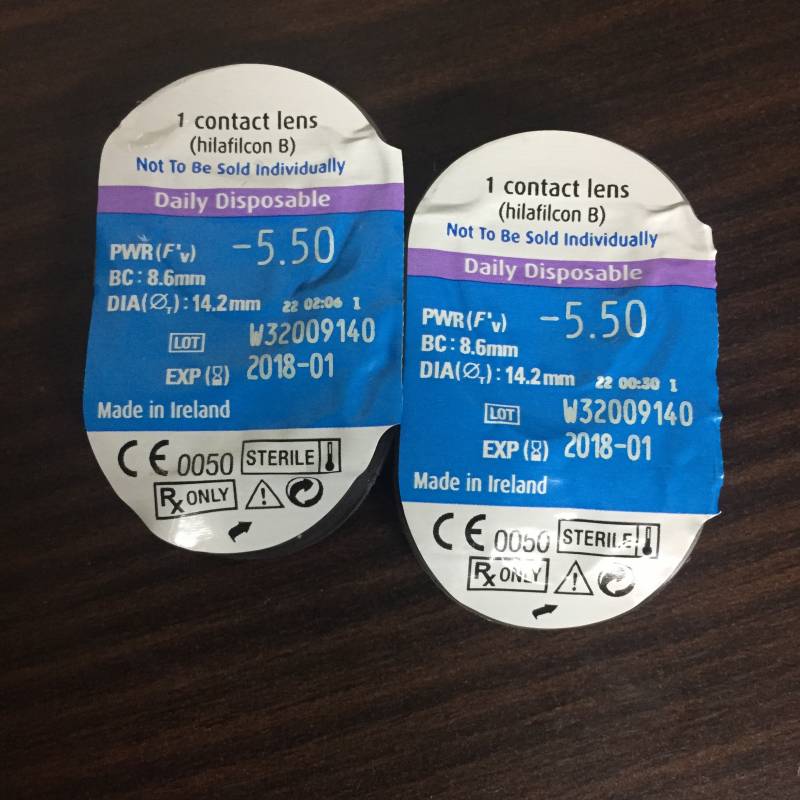 1 contact lens
(hilafilcon B)
Not To Be Sold Individually
Daily Disposable
PWR (F'v) -5.50
BC: 8.6mm
DIA(∅T): 14.2mm 22 02:06 1
LOT W32009140
EXP 2018-01
Made in Ireland
CE 0050 STERILE
Rx ONLY
1 contact lens
(hilafilcon B)
Not To Be Sold Individually
Daily Disposable
PWR (F'v) -5.50
BC: 8.6mm
DIA(∅T): 14.2mm 22 00:30 1
LOT W32009140
EXP 2018-01
Made in Ireland
CE 0050 STERILE
Rx ONLY